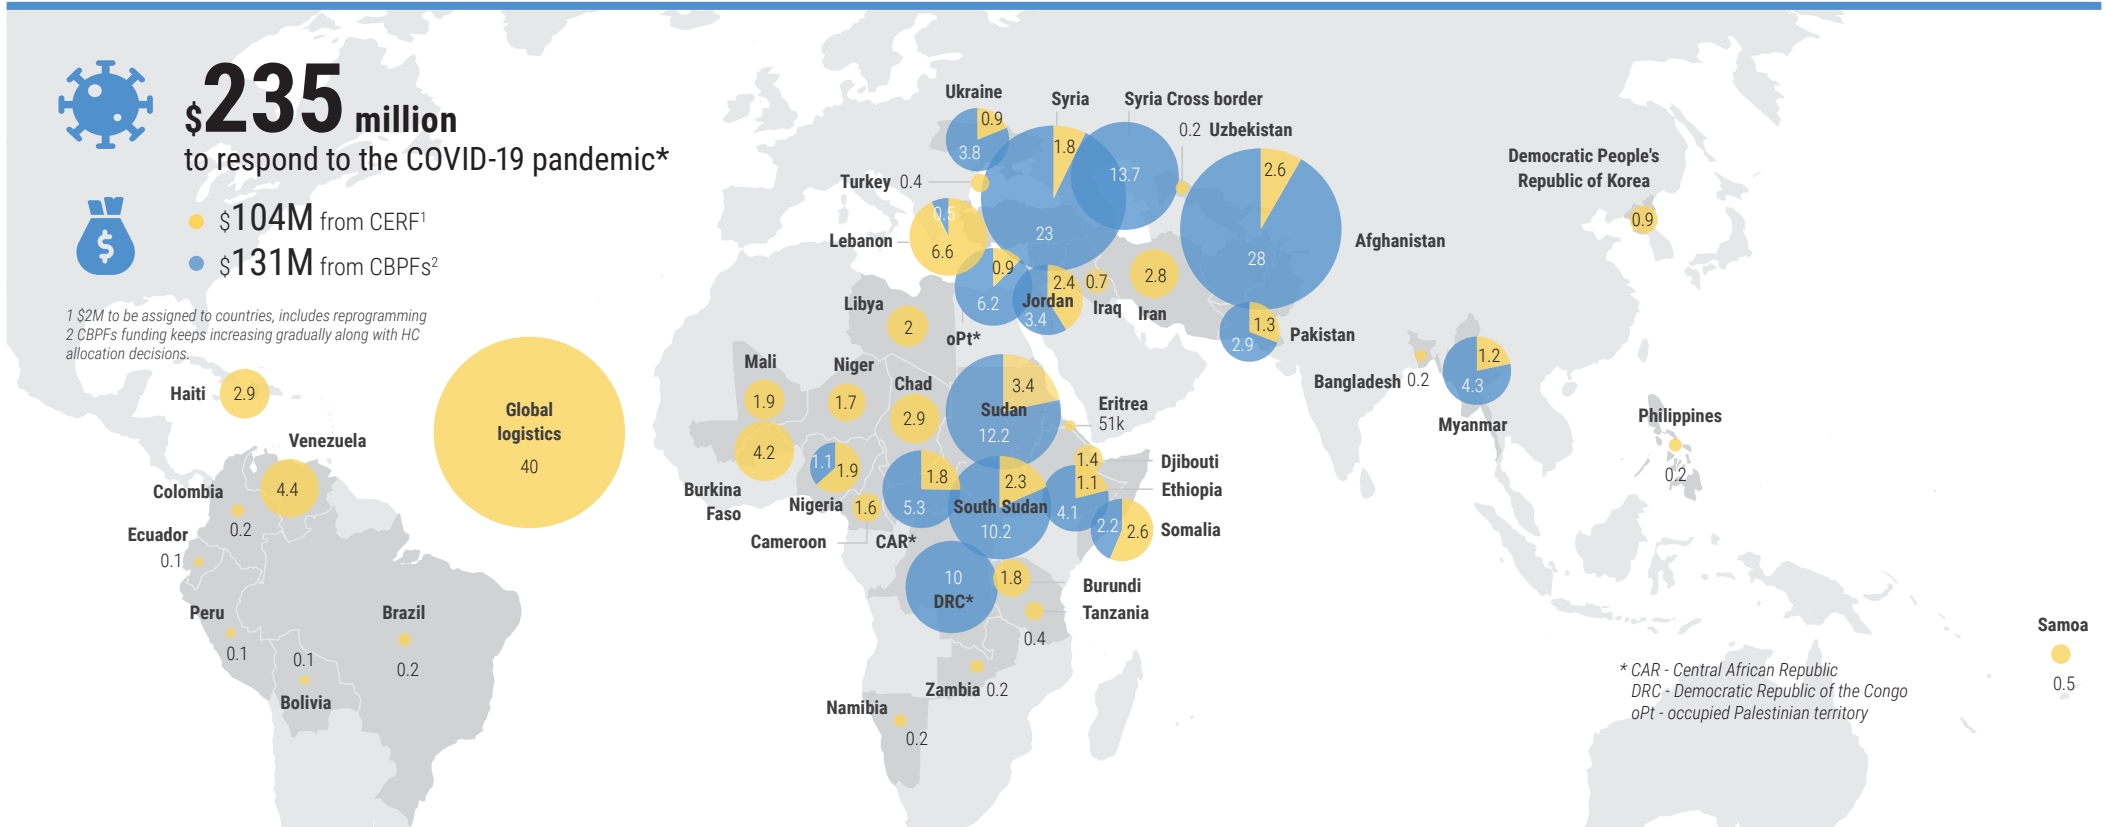 $235 million
to respond to the COVID-19 pandemic*
$104M from CERF1
$131M from CBPFs2
1 $2M to be assigned to countries, includes reprogramming
2 CBPFs funding keeps increasing gradually along with HC
allocation decisions.
Haiti 2.9
Venezuela
4.4
Colombia
0.2
Ecuador
0.1
Peru
0.1
0.1
Bolivia
Brazil
0.2
Global
logistics
40
Ukraine
0.9
3.8
Syria
1.8
23
Syria Cross border
13.7
0.2 Uzbekistan
Turkey 0.4
Lebanon
0.5
6.6
0.9
6.2
oPt*
2.4
Jordan
3.4
0.7
Iraq
2.8
Iran
2.6
28
Afghanistan
1.3
2.9
Pakistan
Libya
2
Mali
1.9
Niger
1.7
Chad
2.9
3.4
Sudan
12.2
Eritrea
51k
4.2
Burkina
Faso
1.1
1.9
Nigeria
1.6
Cameroon
1.8
5.3
CAR*
2.3
South Sudan
10.2
1.4
Djibouti
1.1
4.1
Ethiopia
2.2
2.6
Somalia
10
DRC*
1.8
Burundi
Tanzania
0.4
Zambia 0.2
Namibia
0.2
Bangladesh 0.2
1.2
4.3
Myanmar
Democratic People's
Republic of Korea
0.9
Philippines
0.2
Samoa
0.5
* CAR - Central African Republic
DRC - Democratic Republic of the Congo
oPt - occupied Palestinian territory